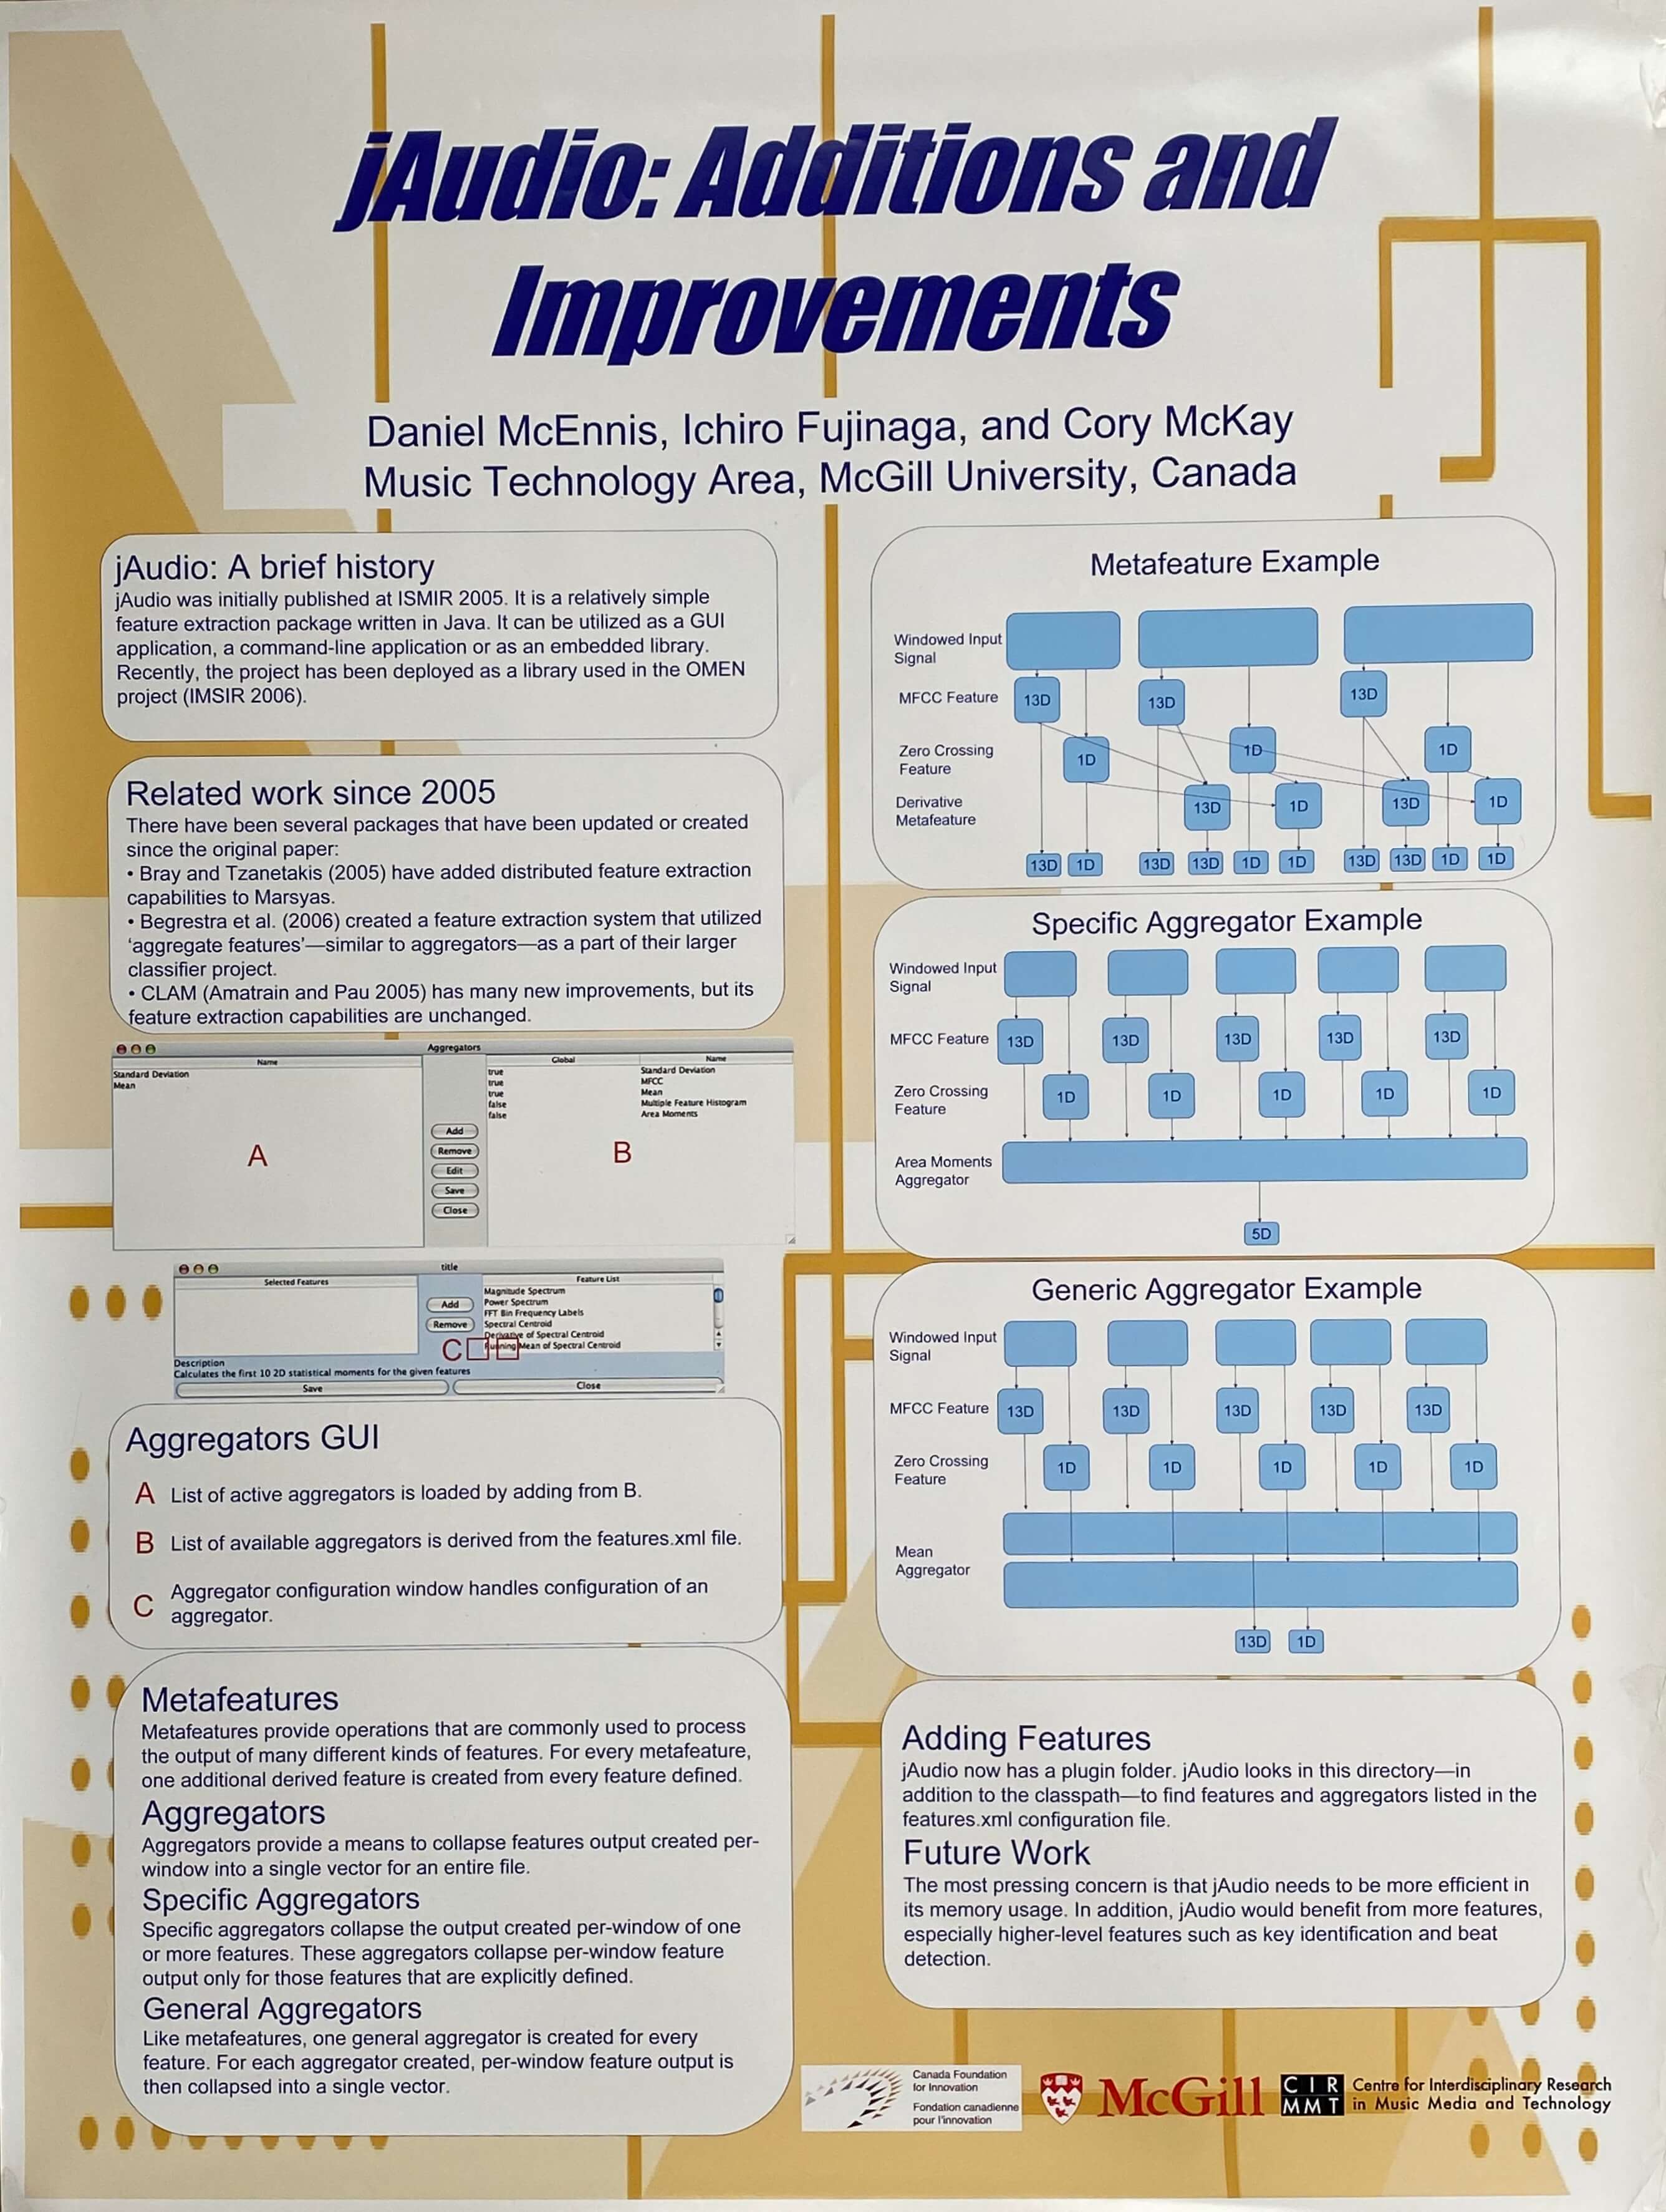 jAudio: Additions and
Improvements
Daniel McEnnis, Ichiro Fujinaga, and Cory McKay
Music Technology Area, McGill University, Canada
jAudio: A brief history
jAudio was initially published at ISMIR 2005. It is a relatively simple
feature extraction package written in Java. It can be utilized as a GUI
application, a command-line application or as an embedded library.
Recently, the project has been deployed as a library used in the OMEN
project (IMSIR 2006).
Related work since 2005
There have been several packages that have been updated or created
since the original paper:
• Bray and Tzanetakis (2005) have added distributed feature extraction
capabilities to Marsyas.
• Begrestra et al. (2006) created a feature extraction system that utilized
‘aggregate features’—similar to aggregators—as a part of their larger
classifier project.
• CLAM (Amatrain and Pau 2005) has many new improvements, but its
feature extraction capabilities are unchanged.
Aggregators
Name
Standard Deviation
Mean
A
Add
Remove
Edit
Save
Close
Global Name
true Standard Deviation
true MFCC
true Mean
false Multiple Feature Histogram
false Area Moments
B
title
Selected Features
Add
Remove
Feature List
Magnitude Spectrum
Power Spectrum
FFT Bin Frequency Labels
Spectral Centroid
Derivative of Spectral Centroid
Running Mean of Spectral Centroid
C
Description
Calculates the first 10 2D statistical moments for the given features
Save Close
Aggregators GUI
A List of active aggregators is loaded by adding from B.
B List of available aggregators is derived from the features.xml file.
C Aggregator configuration window handles configuration of an
aggregator.
Metafeatures
Metafeatures provide operations that are commonly used to process
the output of many different kinds of features. For every metafeature,
one additional derived feature is created from every feature defined.
Aggregators
Aggregators provide a means to collapse features output created per-
window into a single vector for an entire file.
Specific Aggregators
Specific aggregators collapse the output created per-window of one
or more features. These aggregators collapse per-window feature
output only for those features that are explicitly defined.
General Aggregators
Like metafeatures, one general aggregator is created for every
feature. For each aggregator created, per-window feature output is
then collapsed into a single vector.
Metafeature Example
Windowed Input
Signal
MFCC Feature 13D 13D 13D
Zero Crossing
Feature
1D 1D 1D
Derivative
Metafeature
13D 1D 13D 1D
13D 1D 13D 13D 1D 1D 13D 13D 1D 1D
Specific Aggregator Example
Windowed Input
Signal
MFCC Feature 13D 13D 13D 13D 13D
Zero Crossing
Feature
1D 1D 1D 1D 1D
Area Moments
Aggregator
5D
Generic Aggregator Example
Windowed Input
Signal
MFCC Feature 13D 13D 13D 13D 13D
Zero Crossing
Feature
1D 1D 1D 1D 1D
Mean
Aggregator
13D 1D
Adding Features
jAudio now has a plugin folder. jAudio looks in this directory—in
addition to the classpath—to find features and aggregators listed in the
features.xml configuration file.
Future Work
The most pressing concern is that jAudio needs to be more efficient in
its memory usage. In addition, jAudio would benefit from more features,
especially higher-level features such as key identification and beat
detection.
Canada Foundation
for Innovation
Fondation canadienne
pour l'innovation
McGill
CIR
MMT
Centre for Interdisciplinary Research
in Music Media and Technology